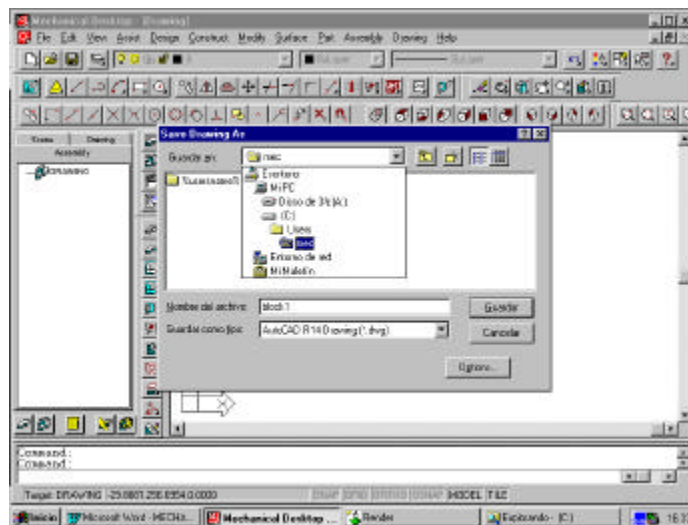 Mechanical Desktop - [Drawing]
File Edit View Assist Design Construct Modify Surface Part Assembly Drawing Help
Scene Drawing
Assembly
DRAWING
Save Drawing As
Guardar en: mec
Escritorio
Mi PC
Disco de 3½ (A:)
(C:)
Users
mec
Entorno de red
Mi Maletín
Nombre del archivo: block1
Guardar
Guardar como tipo: AutoCAD R14 Drawing (*.dwg)
Cancelar
Options...
Command:
Command:
Target: DRAWING
MODEL TILE
Inicio Microsoft Word - MECHA... Mechanical Desktop ... Render Explorando - (C:)